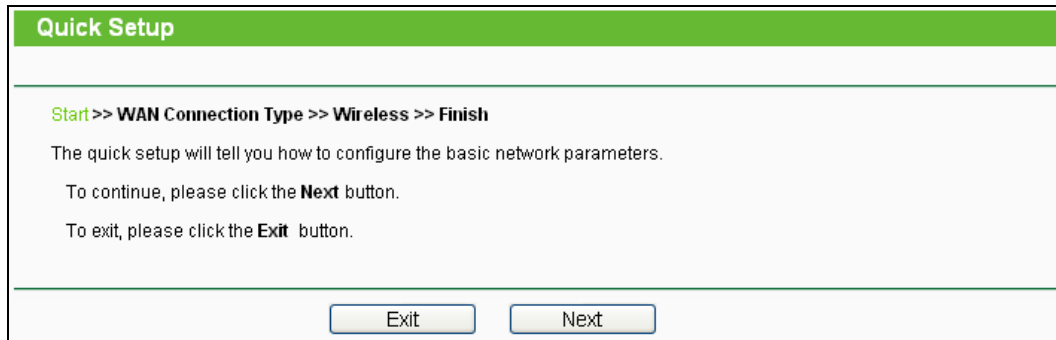 Quick Setup
Start >> WAN Connection Type >> Wireless >> Finish
The quick setup will tell you how to configure the basic network parameters.
To continue, please click the Next button.
To exit, please click the Exit button.
Exit Next